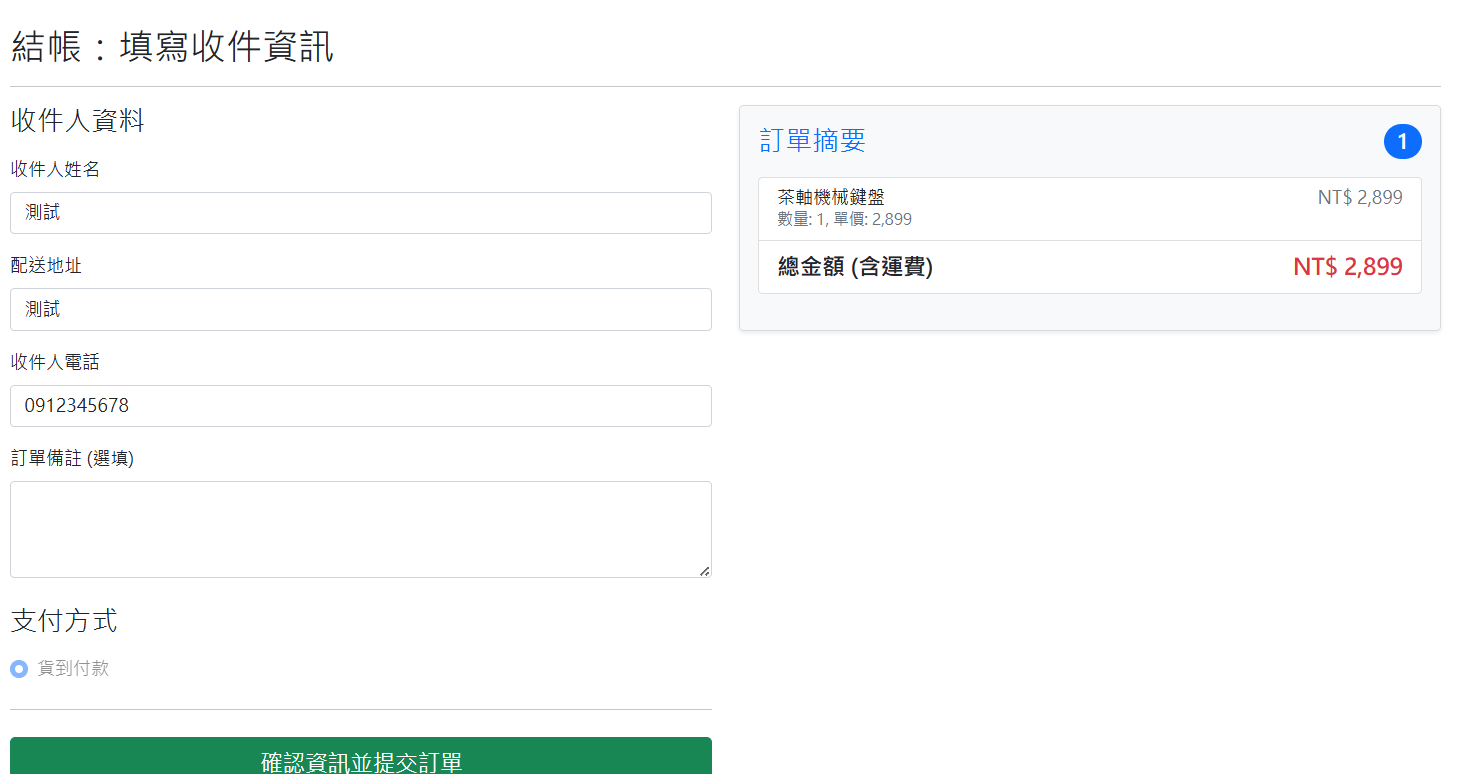 結帳：填寫收件資訊
收件人資料
收件人姓名
測試
配送地址
測試
收件人電話
0912345678
訂單備註 (選填)
支付方式
貨到付款
確認資訊並提交訂單
訂單摘要 1
茶軸機械鍵盤 NT$ 2,899
數量: 1, 單價: 2,899
總金額 (含運費) NT$ 2,899